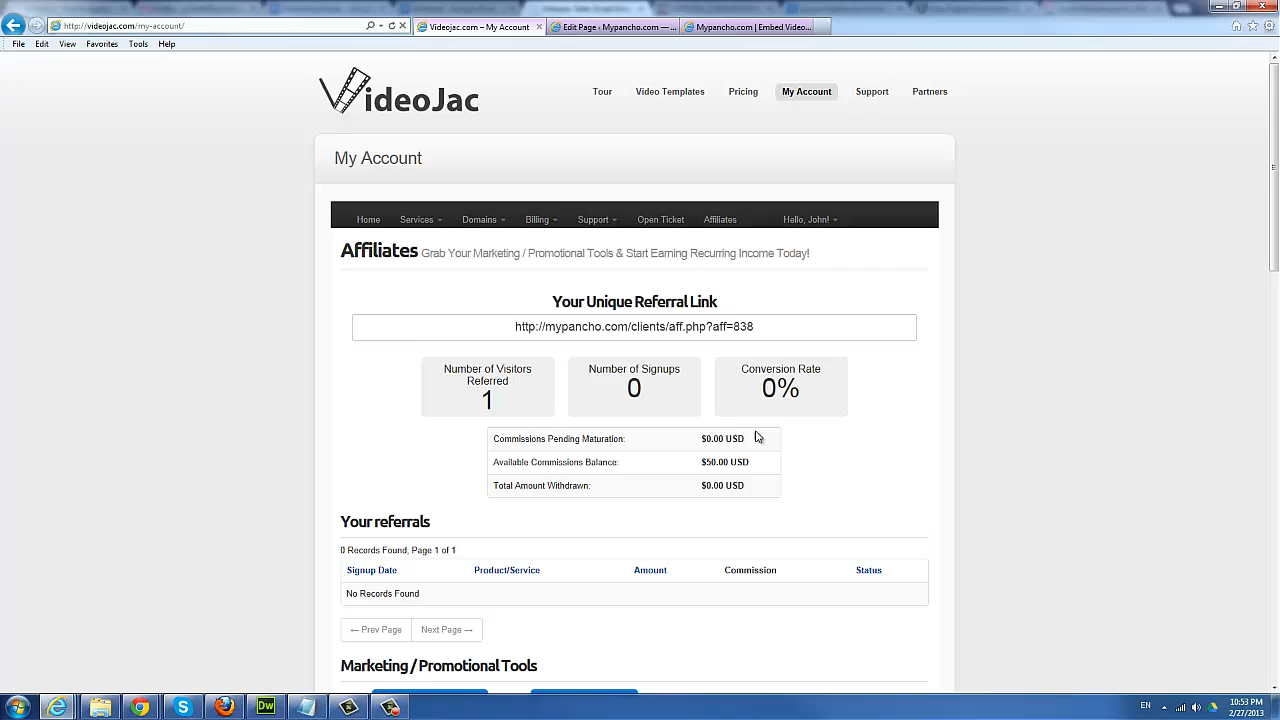 http://videojac.com/my-account/
Videojac.com – My Account
Edit Page ‹ Mypancho.com —...
Mypancho.com | Embed Video...
File Edit View Favorites Tools Help
VideoJac
Tour Video Templates Pricing My Account Support Partners
My Account
Home Services Domains Billing Support Open Ticket Affiliates Hello, John!
Affiliates Grab Your Marketing / Promotional Tools & Start Earning Recurring Income Today!
Your Unique Referral Link
http://mypancho.com/clients/aff.php?aff=838
Number of Visitors Referred
1
Number of Signups
0
Conversion Rate
0%
Commissions Pending Maturation: $0.00 USD
Available Commissions Balance: $50.00 USD
Total Amount Withdrawn: $0.00 USD
Your referrals
0 Records Found, Page 1 of 1
Signup Date Product/Service Amount Commission Status
No Records Found
← Prev Page Next Page →
Marketing / Promotional Tools
Dw
EN
10:53 PM
2/27/2013